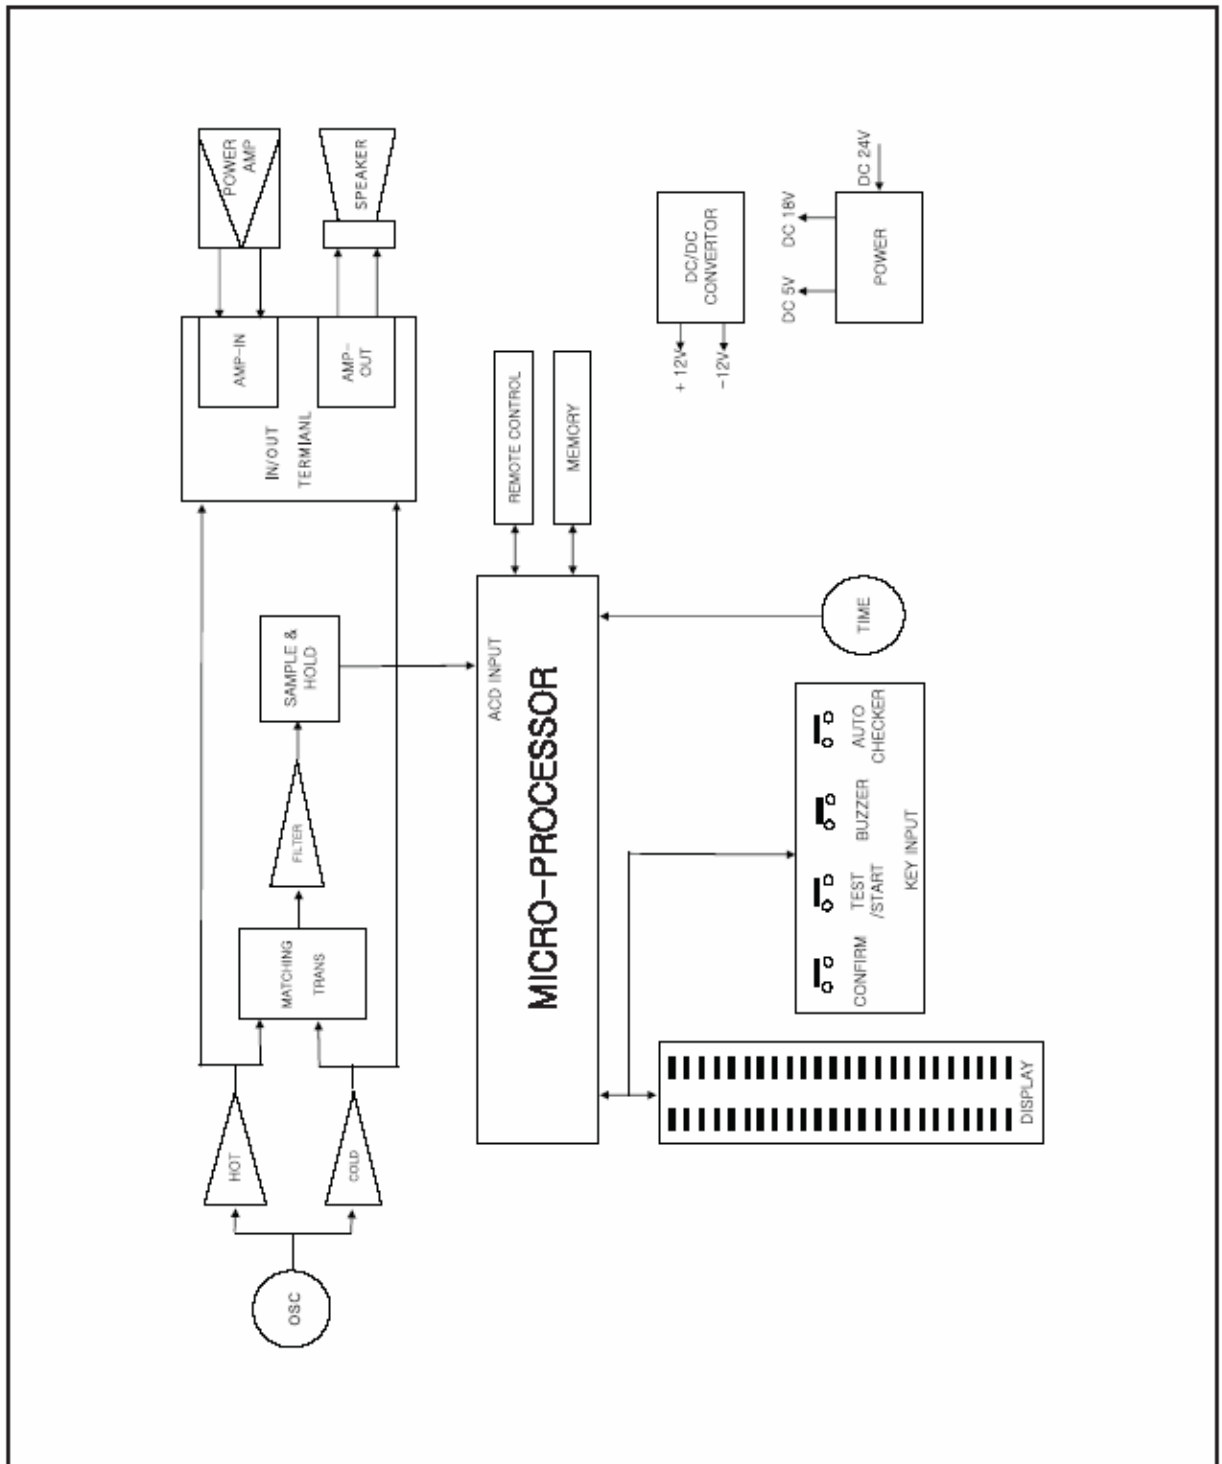 OSC
HOT
COLD
MATCHING
TRANS
FILTER
SAMPLE &
HOLD
IN/OUT
TERMIANL
AMP-IN
AMP-
OUT
POWER
AMP
SPEAKER
ACD INPUT
MICRO-PROCESSOR
REMOTE CONTROL
MEMORY
DISPLAY
CONFIRM
TEST
/START
BUZZER
AUTO
CHECKER
KEY INPUT
TIME
+ 12V
-12V
DC/DC
CONVERTOR
DC 5V
DC 18V
POWER
DC 24V